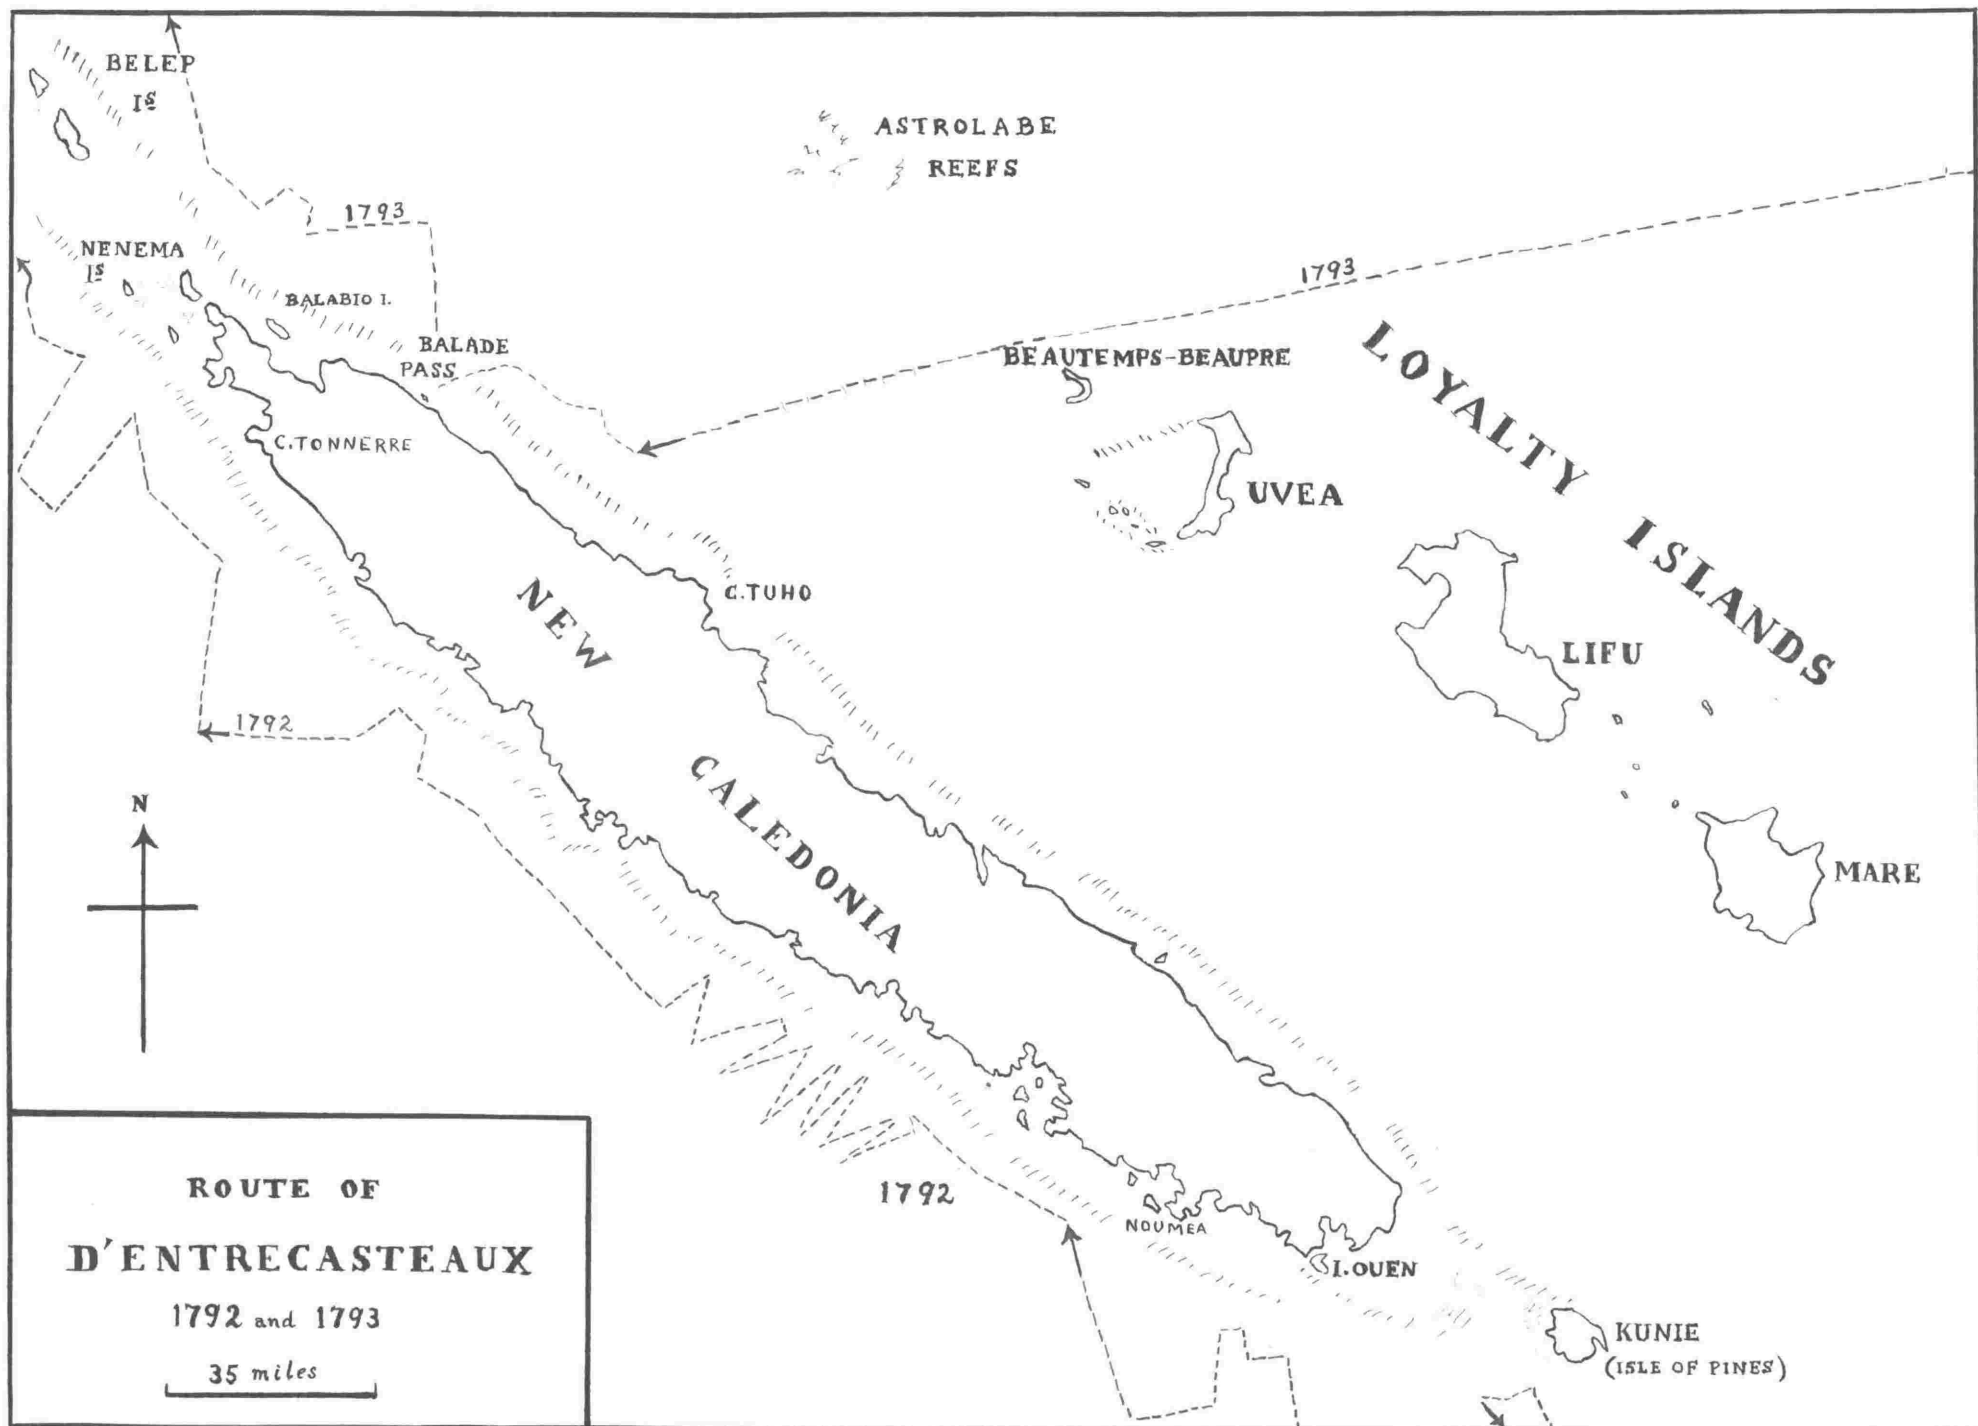 BELEP
Is
ASTROLABE
REEFS
1793
NENEMA
Is
BALABIO I.
BALADE
PASS
1793
BEAUTEMPS-BEAUPRE
LOYALTY ISLANDS
C.TONNERRE
UVEA
C.TUHO
NEW
CALEDONIA
LIFU
1792
N
MARE
1792
NOUMEA
I.OUEN
KUNIE
(ISLE OF PINES)
ROUTE OF
D'ENTRECASTEAUX
1792 and 1793
35 miles